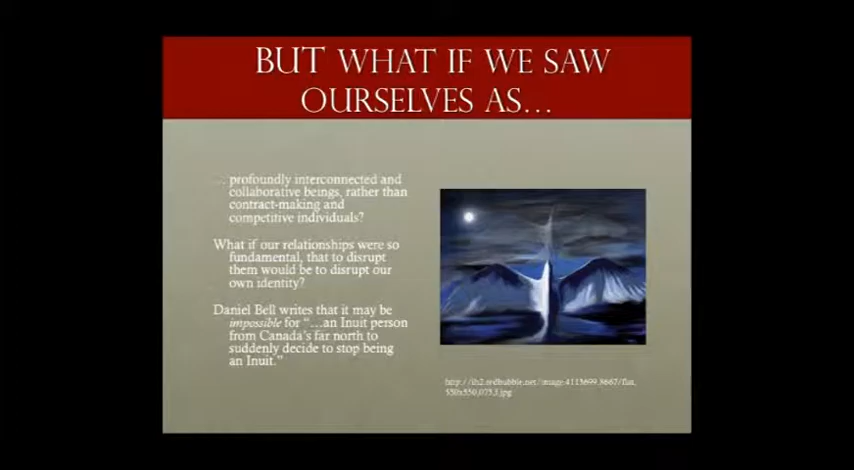 BUT WHAT IF WE SAW
OURSELVES AS...
... profoundly interconnected and
collaborative beings, rather than
contract-making and
competitive individuals?
What if our relationships were so
fundamental, that to disrupt
them would be to disrupt our
own identity?
Daniel Bell writes that it may be
impossible for "...an Inuit person
from Canada's far north to
suddenly decide to stop being
an Inuit."